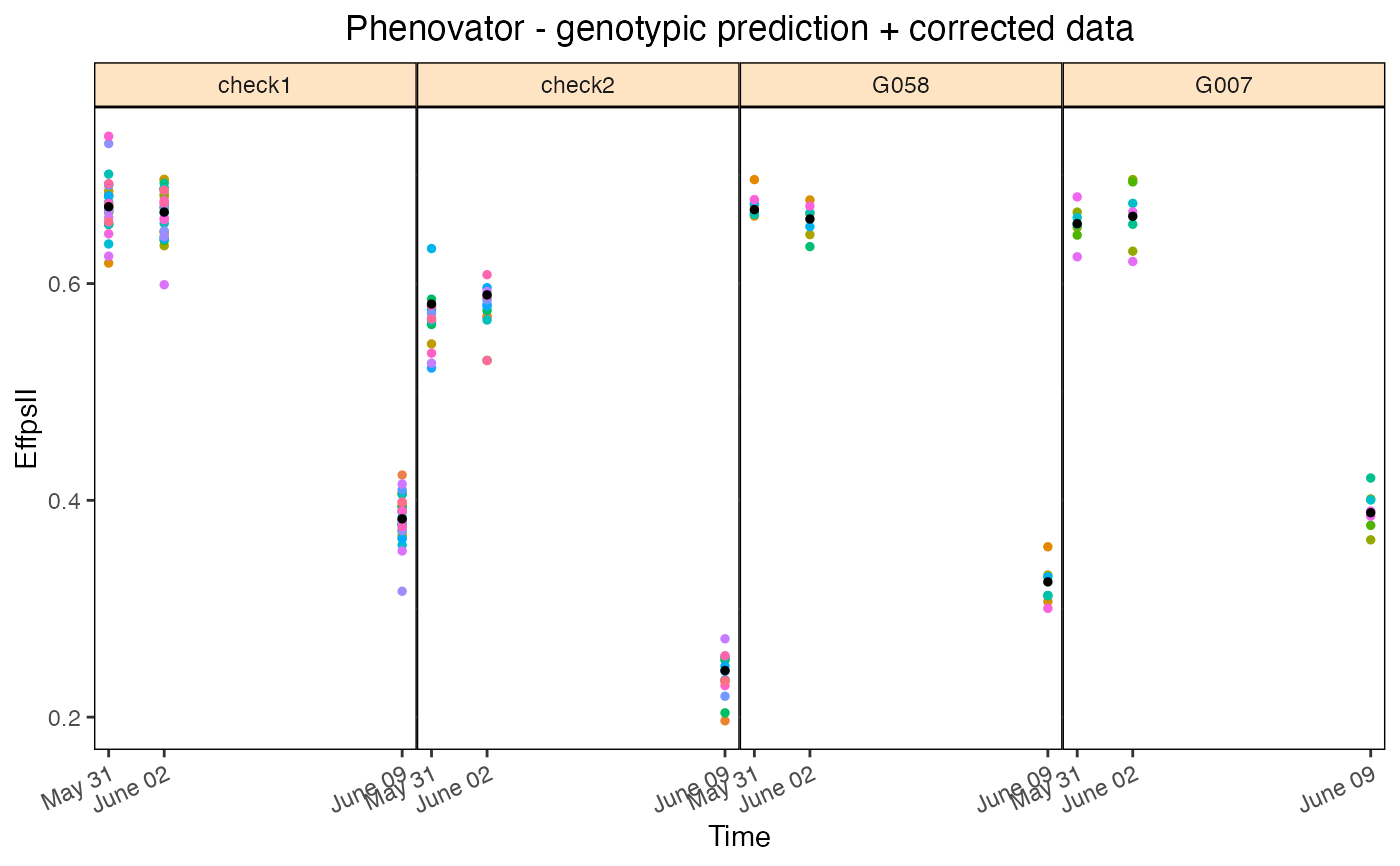 Phenovator - genotypic prediction + corrected data
check1 check2 G058 G007
EffpsII
0.6
0.4
0.2
May 31 June 02 June 09 May 31 June 02 June 09 May 31 June 02 June 09 May 31 June 02 June 09
Time